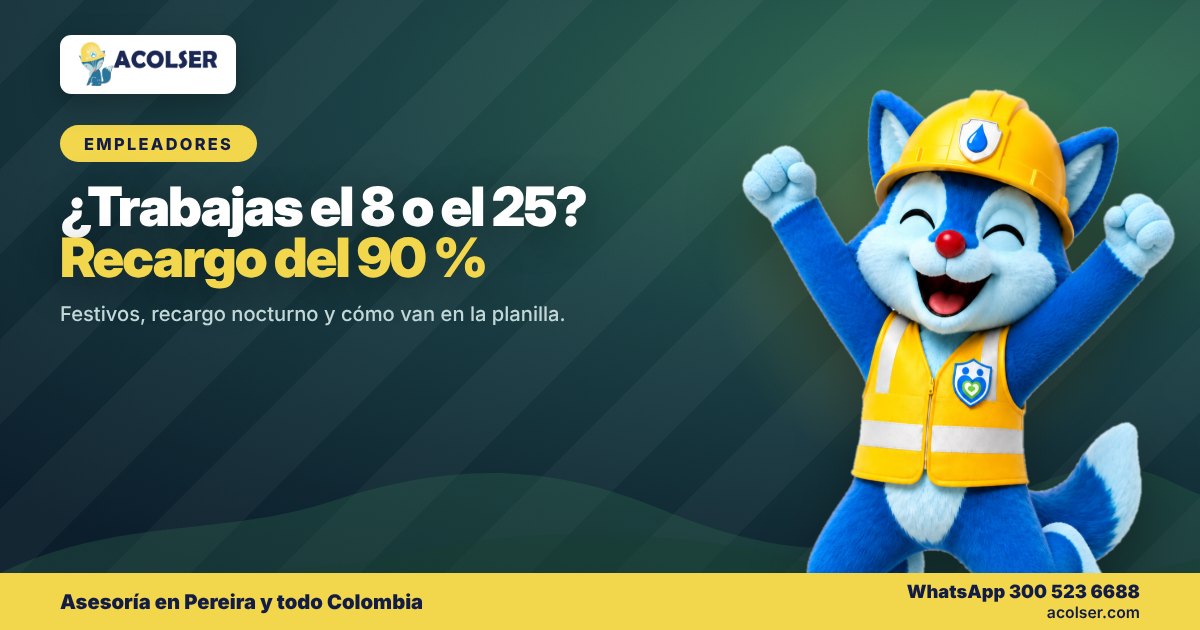 ACOLSER
EMPLEADORES
¿Trabajas el 8 o el 25?
Recargo del 90 %
Festivos, recargo nocturno y cómo van en la planilla.
Asesoría en Pereira y todo Colombia
WhatsApp 300 523 6688
acolser.com